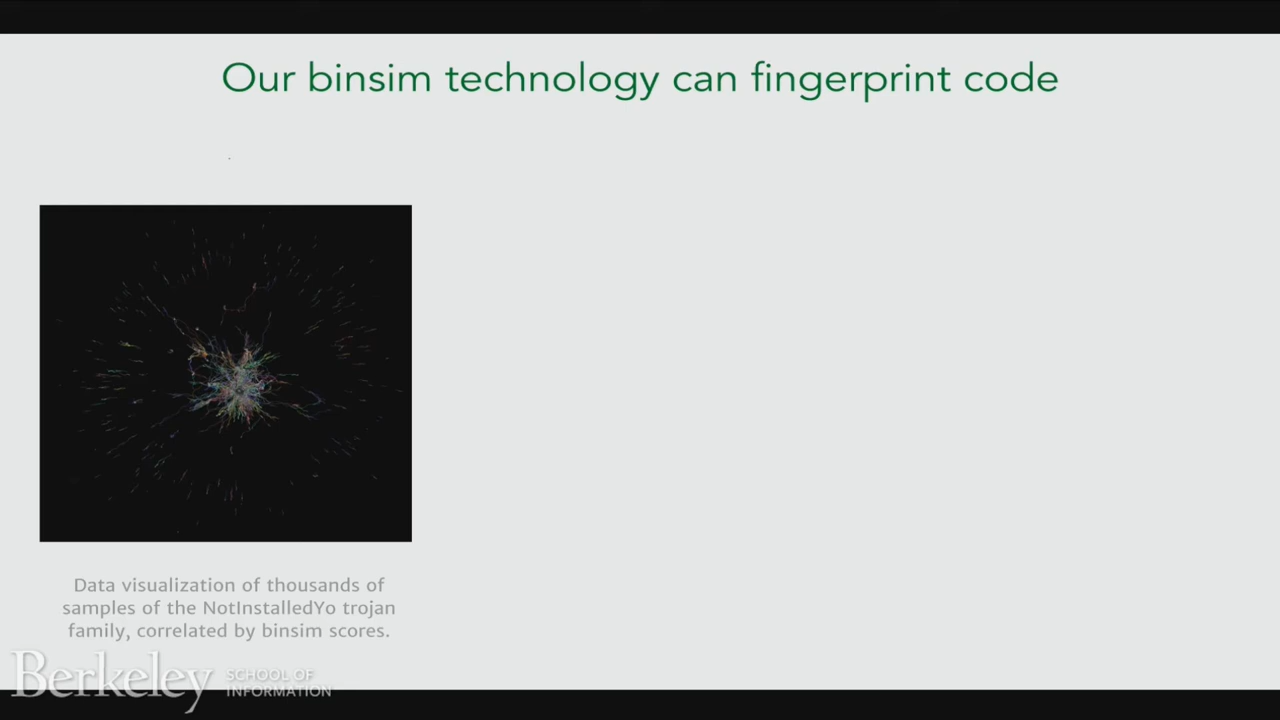 Our binsim technology can fingerprint code
Data visualization of thousands of
samples of the NotInstalledYo trojan
family, correlated by binsim scores.
Berkeley SCHOOL OF
INFORMATION